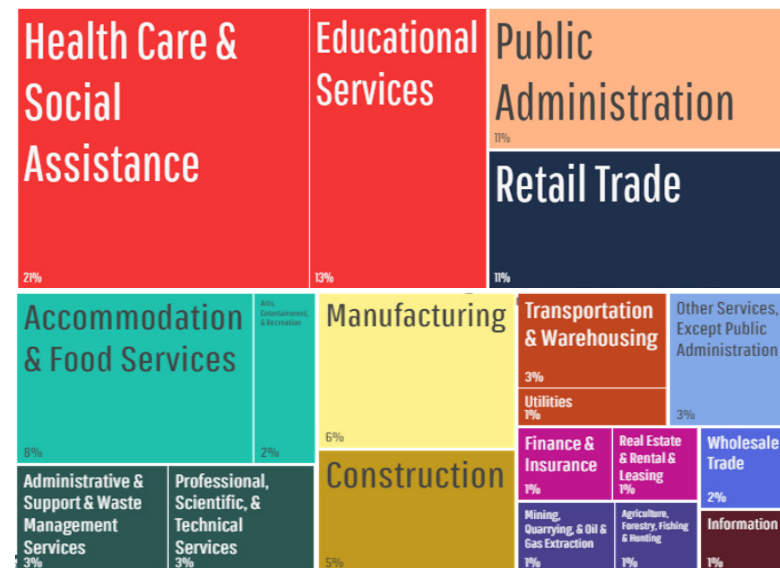 Health Care &
Social
Assistance
21%
Educational
Services
13%
Public
Administration
11%
Retail Trade
11%
Accommodation
& Food Services
8%
Arts,
Entertainment,
& Recreation
2%
Manufacturing
6%
Construction
5%
Transportation
& Warehousing
3%
Utilities
1%
Other Services,
Except Public
Administration
3%
Administrative &
Support & Waste
Management
Services
3%
Professional,
Scientific, &
Technical
Services
3%
Finance &
Insurance
1%
Real Estate
& Rental &
Leasing
1%
Wholesale
Trade
2%
Mining,
Quarrying, & Oil &
Gas Extraction
1%
Agriculture,
Forestry, Fishing
& Hunting
1%
Information
1%